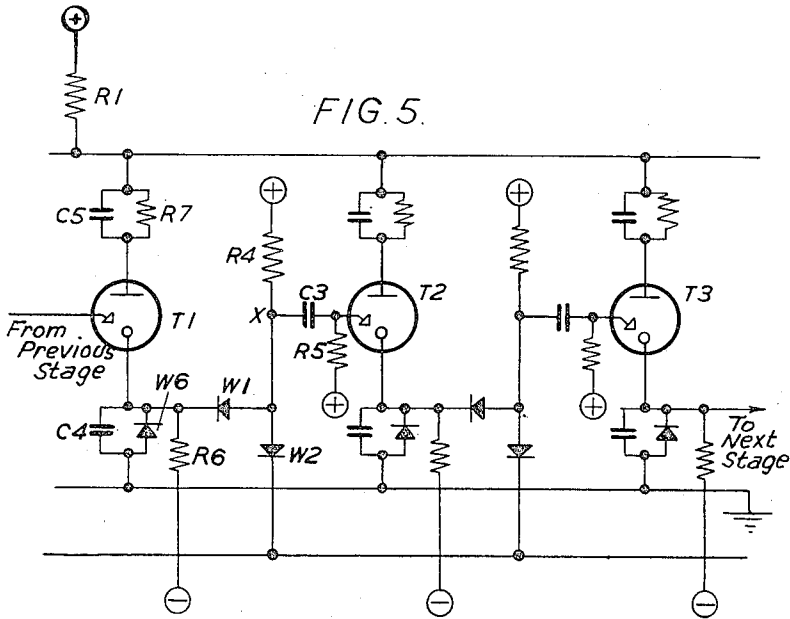 +
R1
FIG. 5.
C5
R7
+
R4
+
C3
T1
X
T2
T3
From
Previous
Stage
R5
+
+
W6
W1
C4
R6
W2
To
Next
Stage
−
−
−